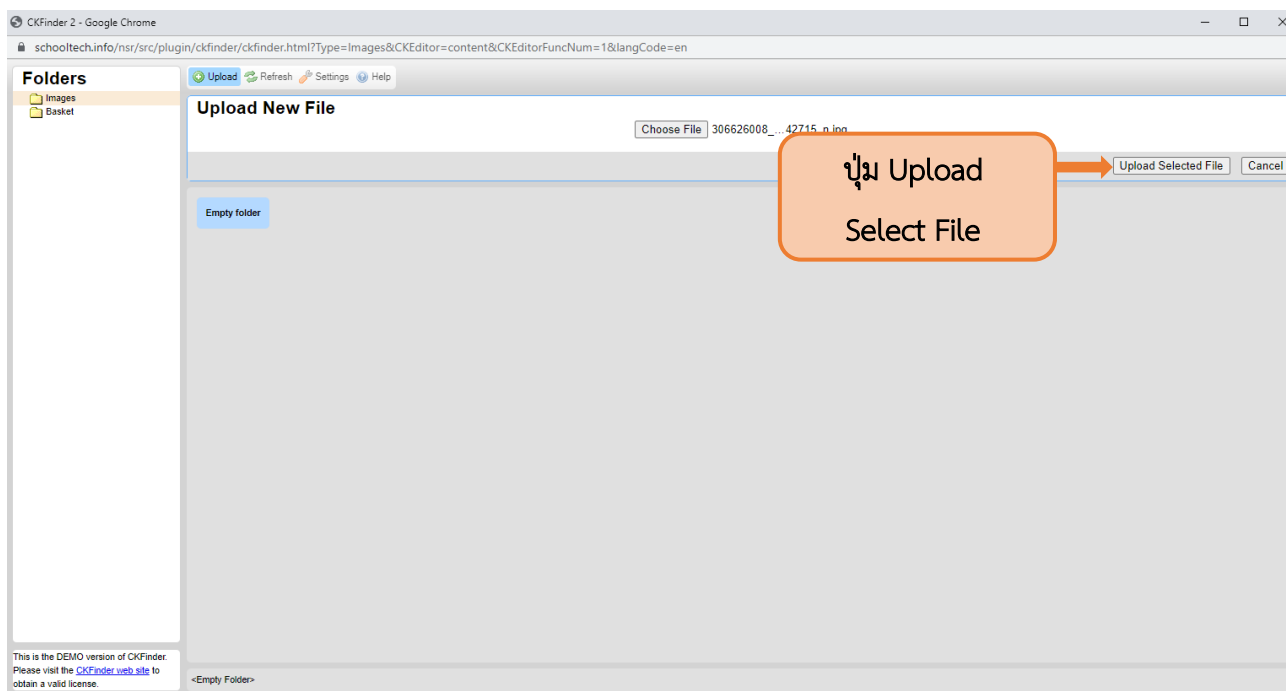 CKFinder 2 - Google Chrome
schooltech.info/nsr/src/plugin/ckfinder/ckfinder.html?Type=Images&CKEditor=content&CKEditorFuncNum=1&langCode=en
Folders
Images
Basket
Upload Refresh Settings Help
Upload New File
Choose File 306626008_...42715_n.jpg
ปุ่ม Upload
Select File
Upload Selected File Cancel
Empty folder
This is the DEMO version of CKFinder.
Please visit the CKFinder web site to
obtain a valid license.
<Empty Folder>